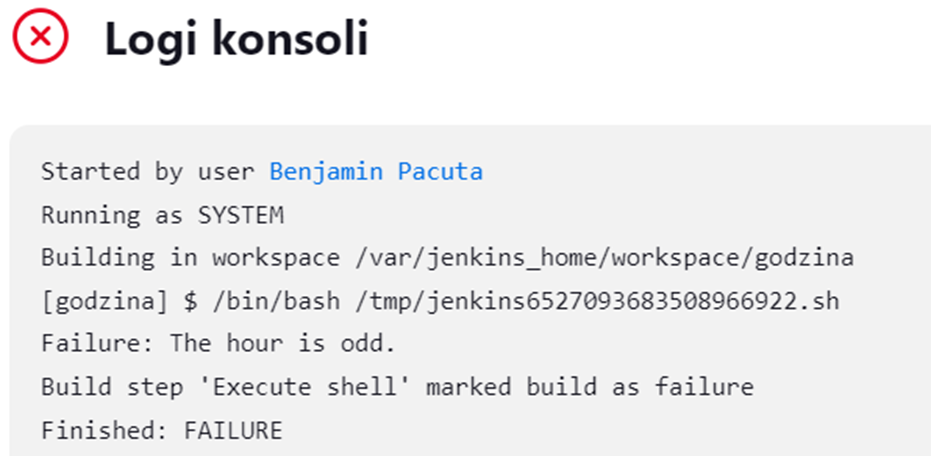 Logi konsoli
Started by user Benjamin Pacuta
Running as SYSTEM
Building in workspace /var/jenkins_home/workspace/godzina
[godzina] $ /bin/bash /tmp/jenkins6527093683508966922.sh
Failure: The hour is odd.
Build step 'Execute shell' marked build as failure
Finished: FAILURE